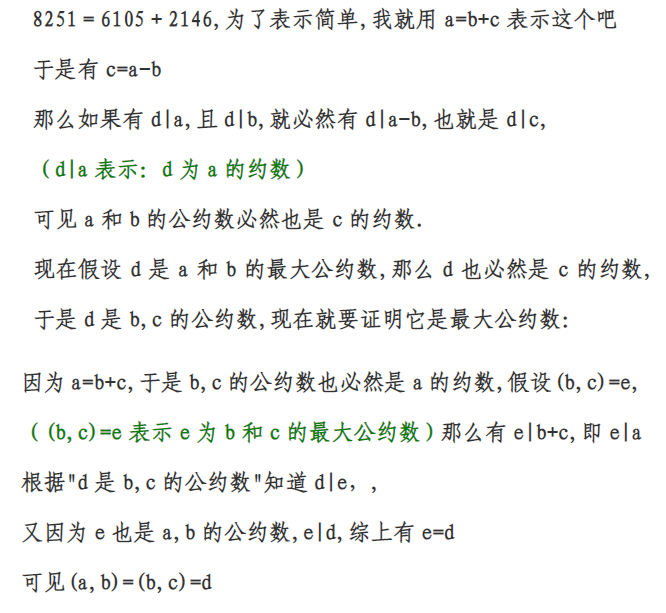 8251 = 6105 + 2146,为了表示简单,我就用 a=b+c 表示这个吧
于是有 c=a-b
那么如果有 d|a,且 d|b,就必然有 d|a-b,也就是 d|c,
（d|a 表示: d 为 a 的约数）
可见 a 和 b 的公约数必然也是 c 的约数.
现在假设 d 是 a 和 b 的最大公约数,那么 d 也必然是 c 的约数,
于是 d 是 b,c 的公约数,现在就要证明它是最大公约数:
因为 a=b+c,于是 b,c 的公约数也必然是 a 的约数,假设(b,c)=e,
（(b,c)=e 表示 e 为 b 和 c 的最大公约数）那么有 e|b+c,即 e|a
根据"d 是 b,c 的公约数"知道 d|e，,
又因为 e 也是 a,b 的公约数,e|d,综上有 e=d
可见(a,b)=(b,c)=d